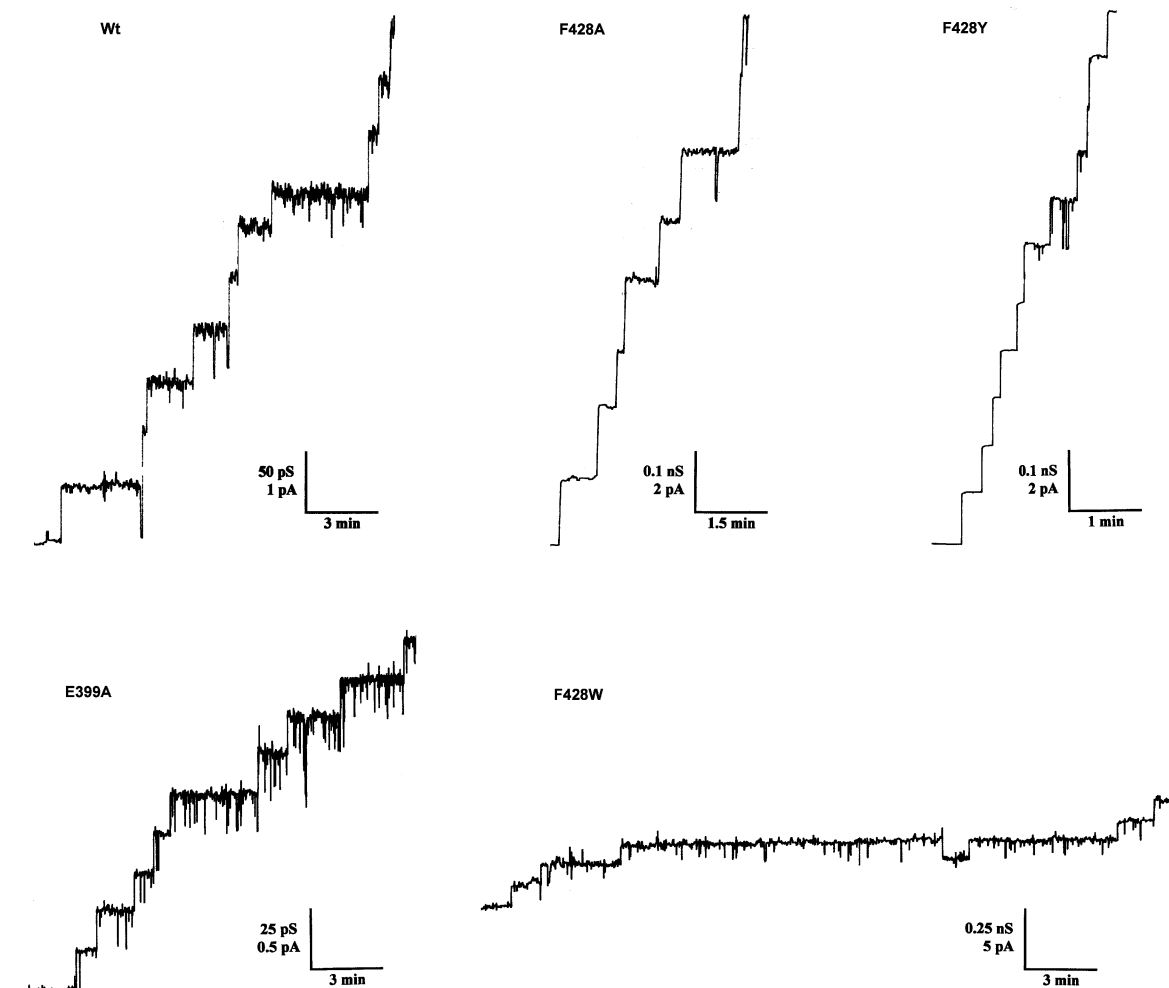 Wt
F428A
F428Y
50 pS
1 pA
3 min
0.1 nS
2 pA
1.5 min
0.1 nS
2 pA
1 min
E399A
F428W
25 pS
0.5 pA
3 min
0.25 nS
5 pA
3 min